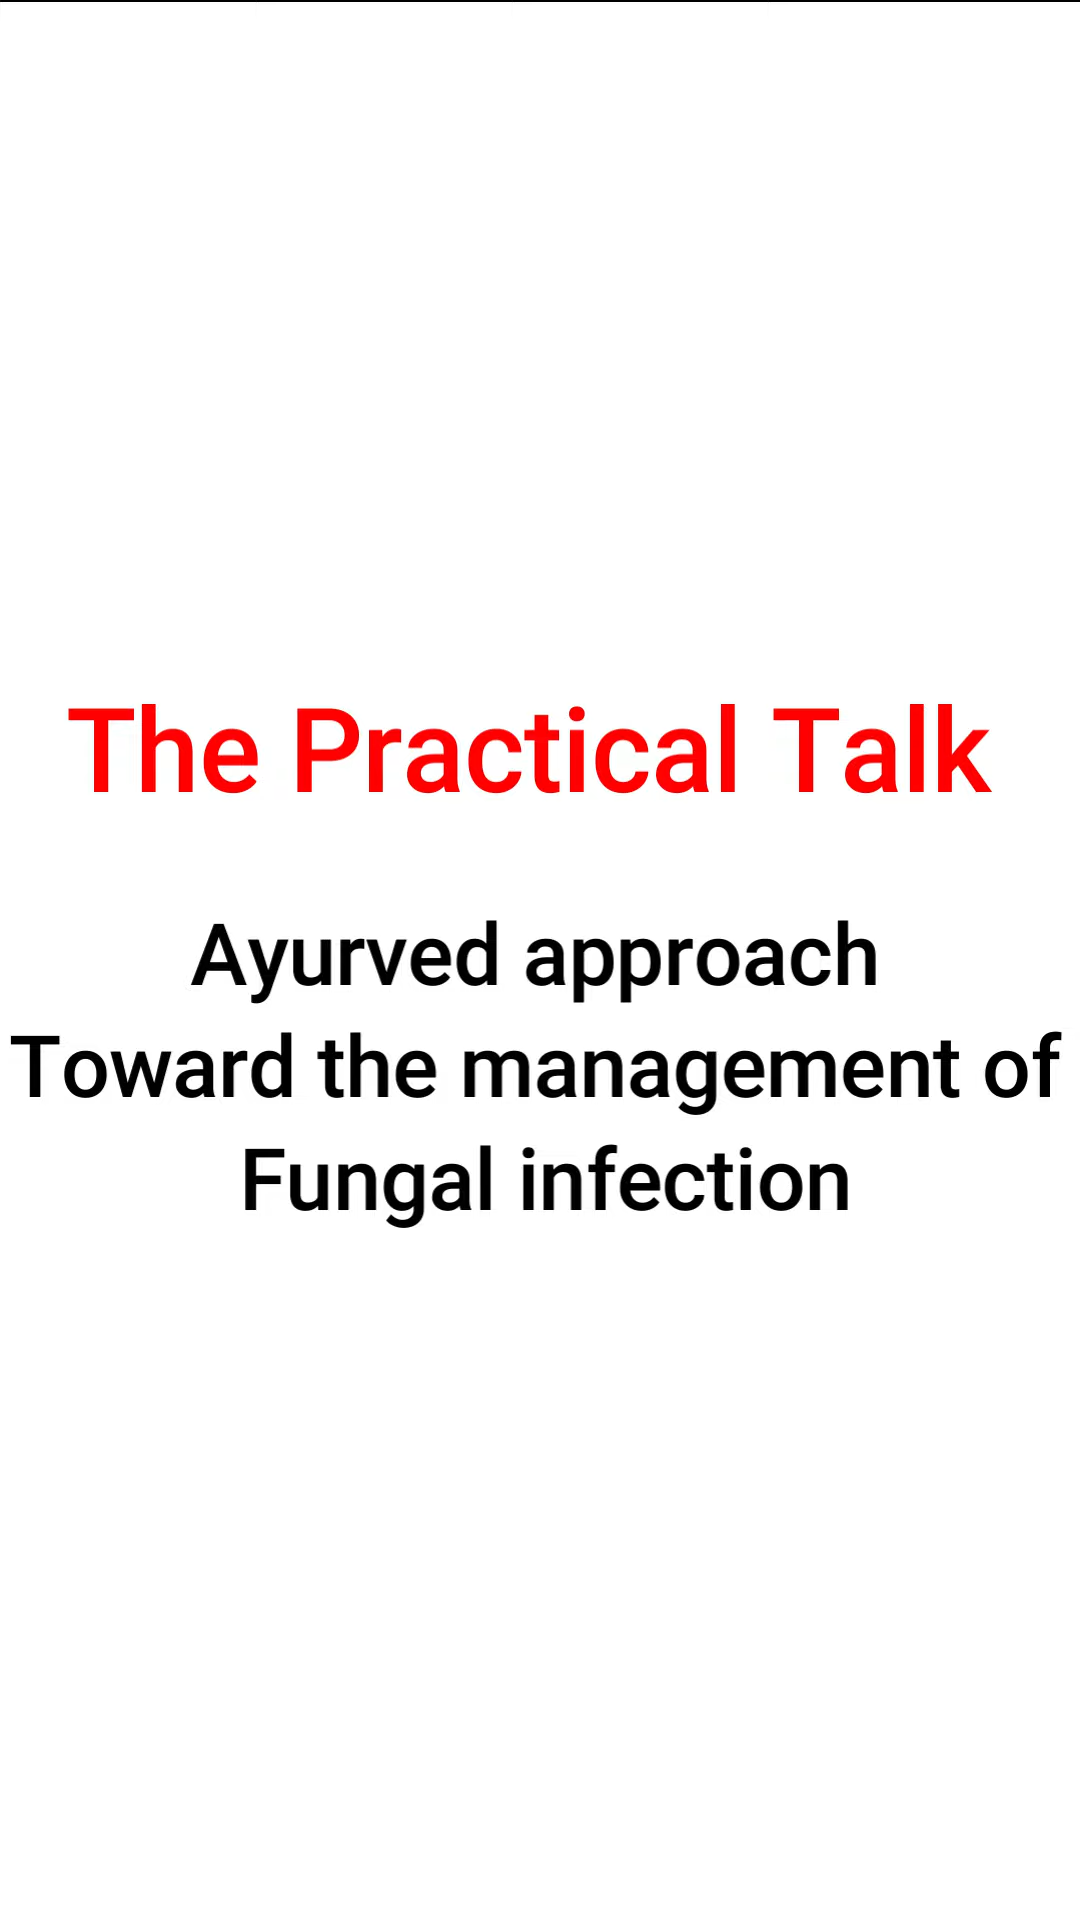 The Practical Talk
Ayurved approach
Toward the management of
Fungal infection